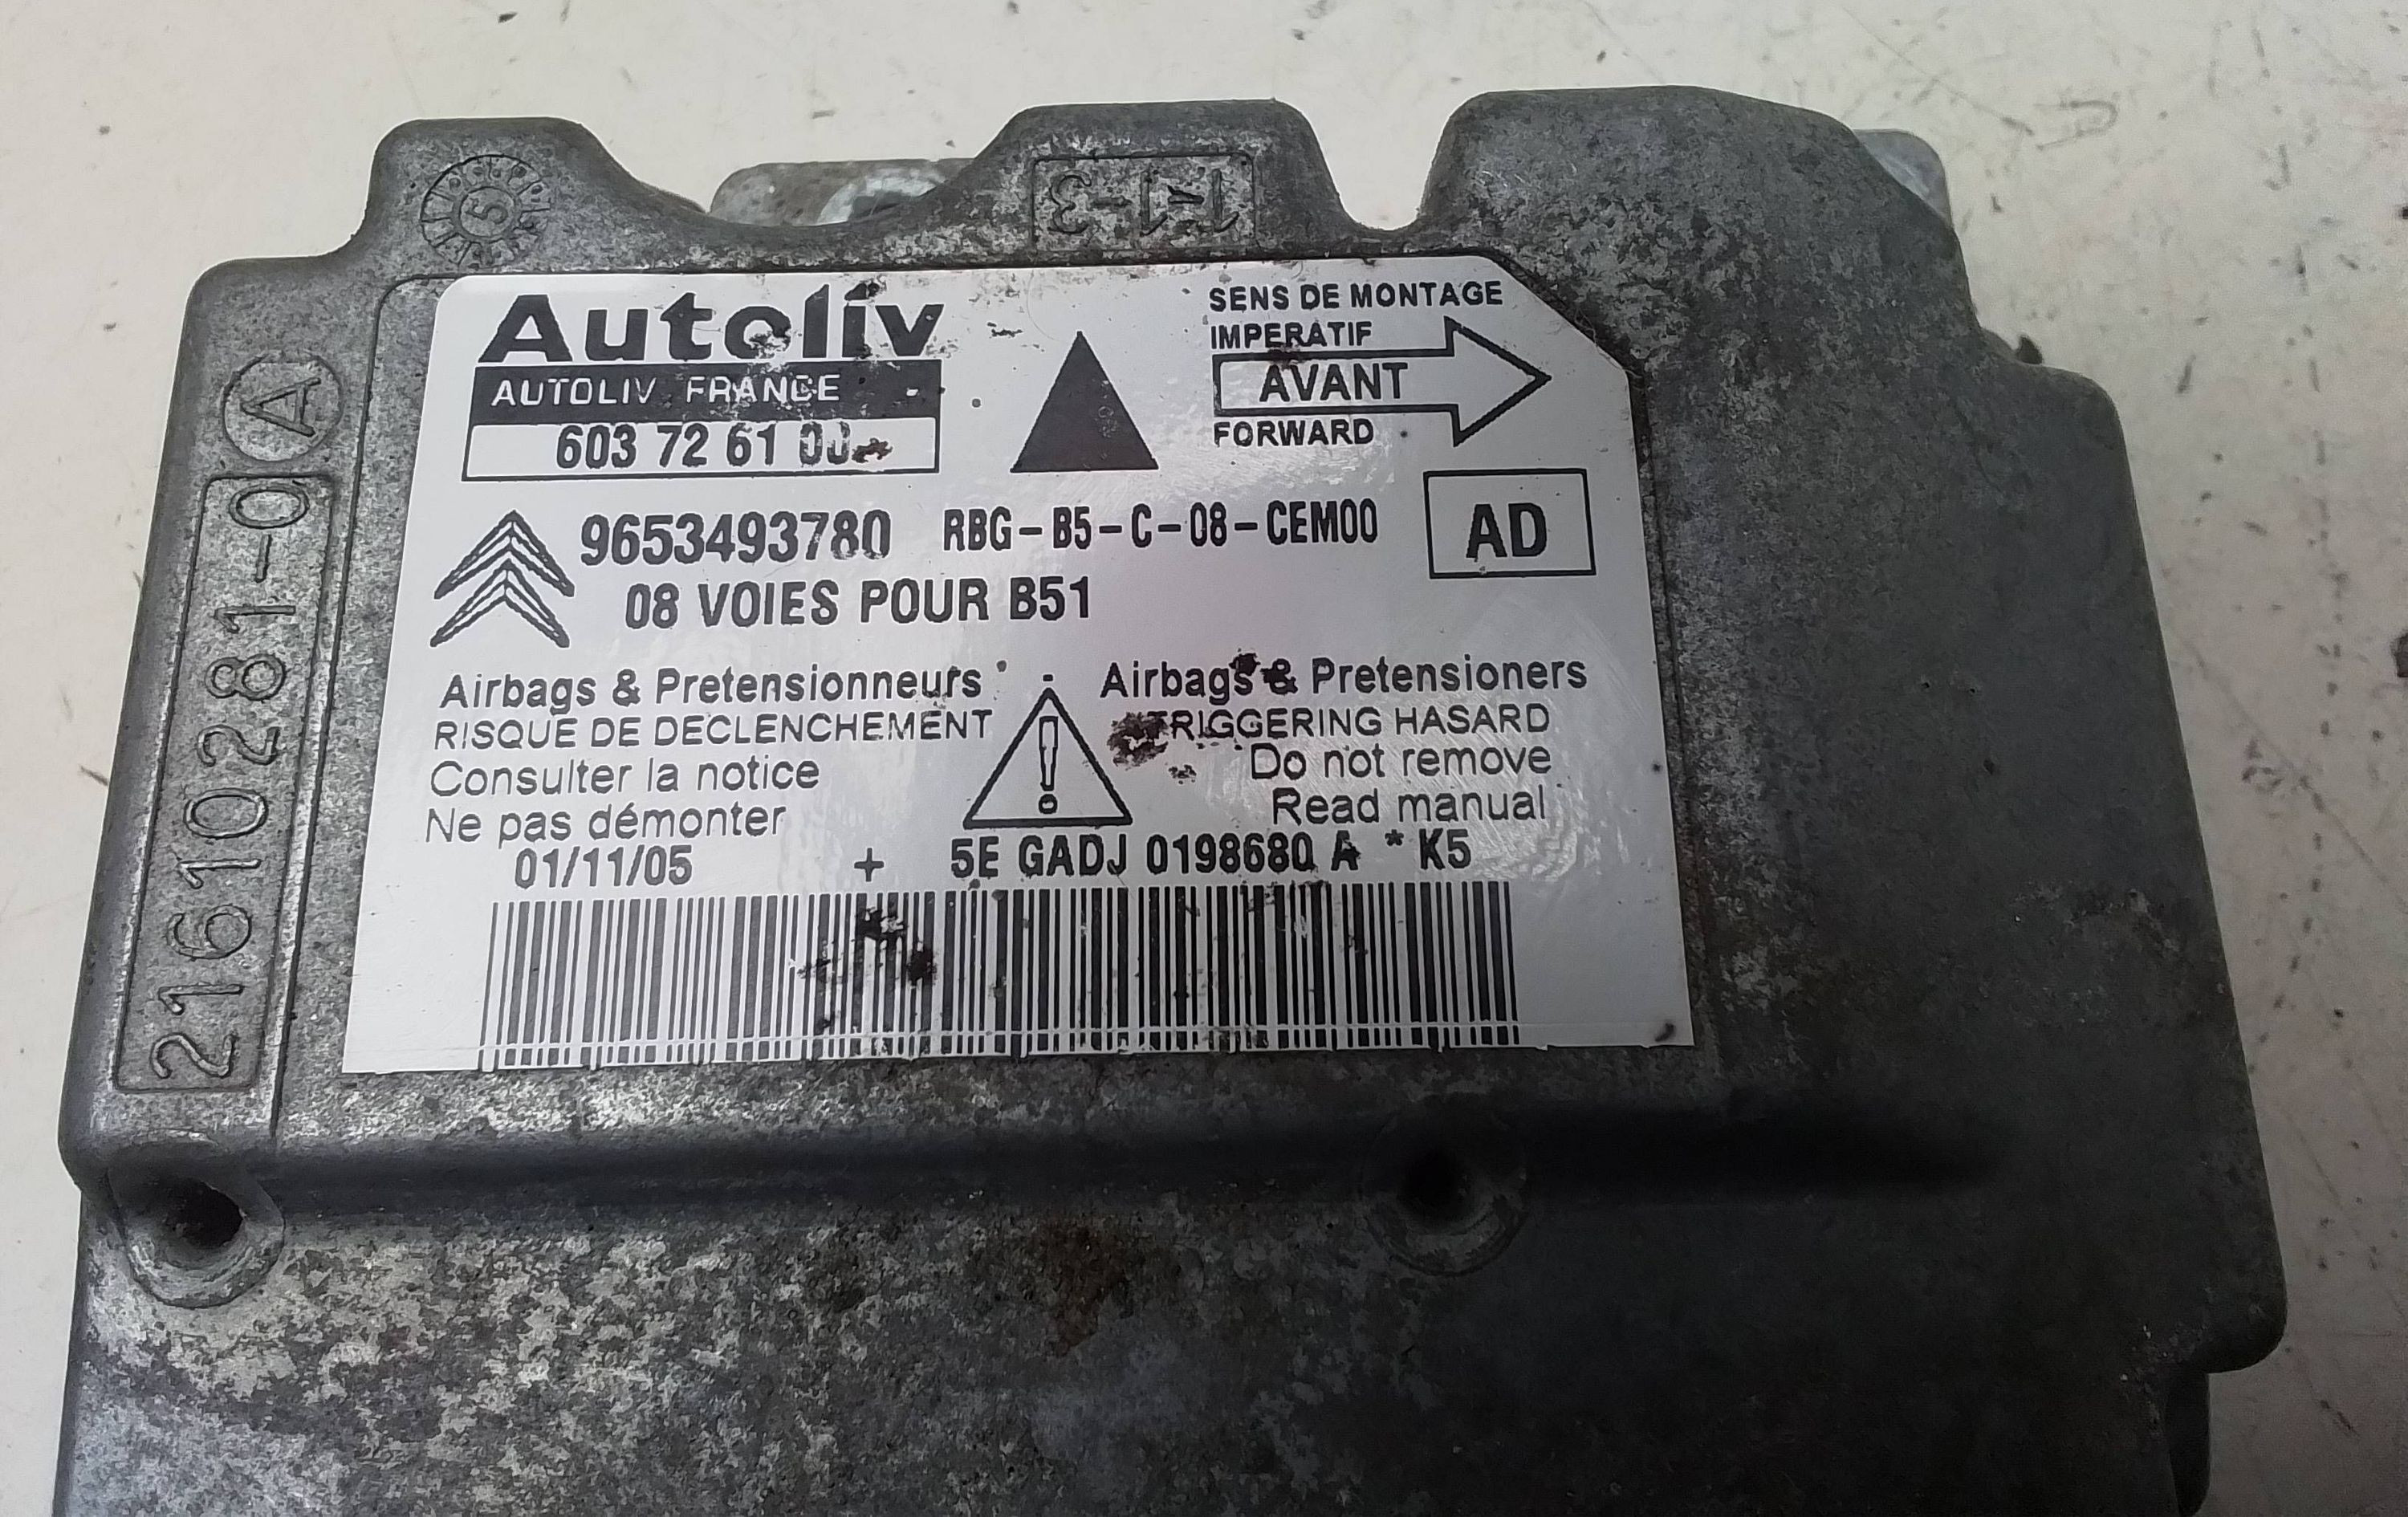 1-1-3
5
A
21610281-0
Autoliv
AUTOLIV FRANCE
603 72 61 00
SENS DE MONTAGE
IMPERATIF
AVANT
FORWARD
9653493780 RBG-B5-C-08-CEM00
AD
08 VOIES POUR B51
Airbags & Pretensionneurs
RISQUE DE DECLENCHEMENT
Consulter la notice
Ne pas démonter
Airbags & Pretensioners
TRIGGERING HASARD
Do not remove
Read manual
01/11/05 + 5E GADJ 0198680 A * K5